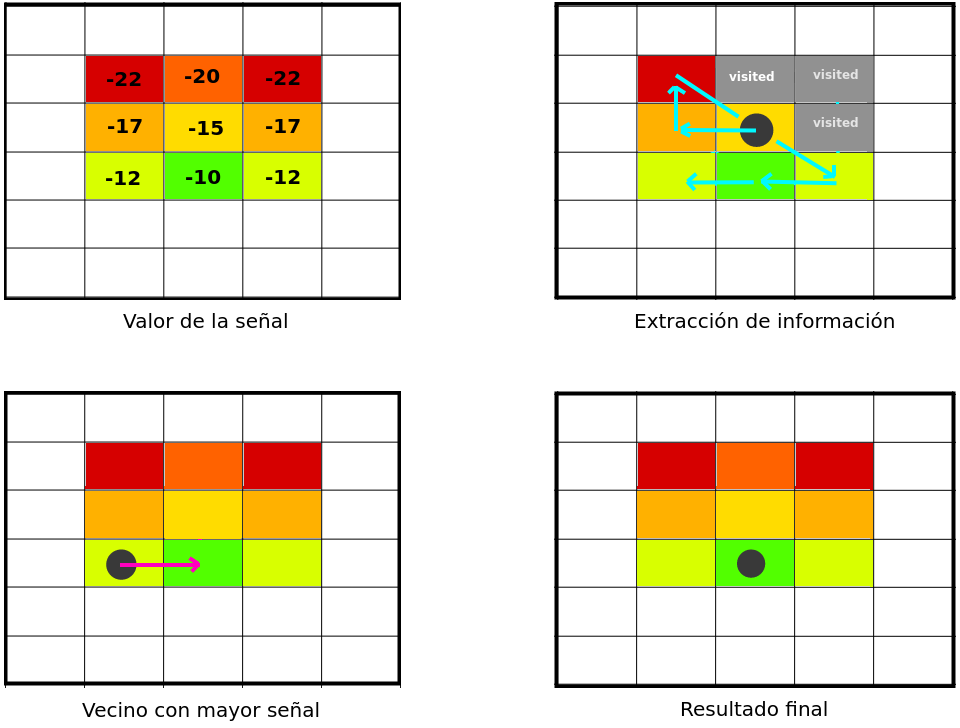 -22 -20 -22
-17 -15 -17
-12 -10 -12
Valor de la señal
visited visited
visited
Extracción de información
Vecino con mayor señal
Resultado final